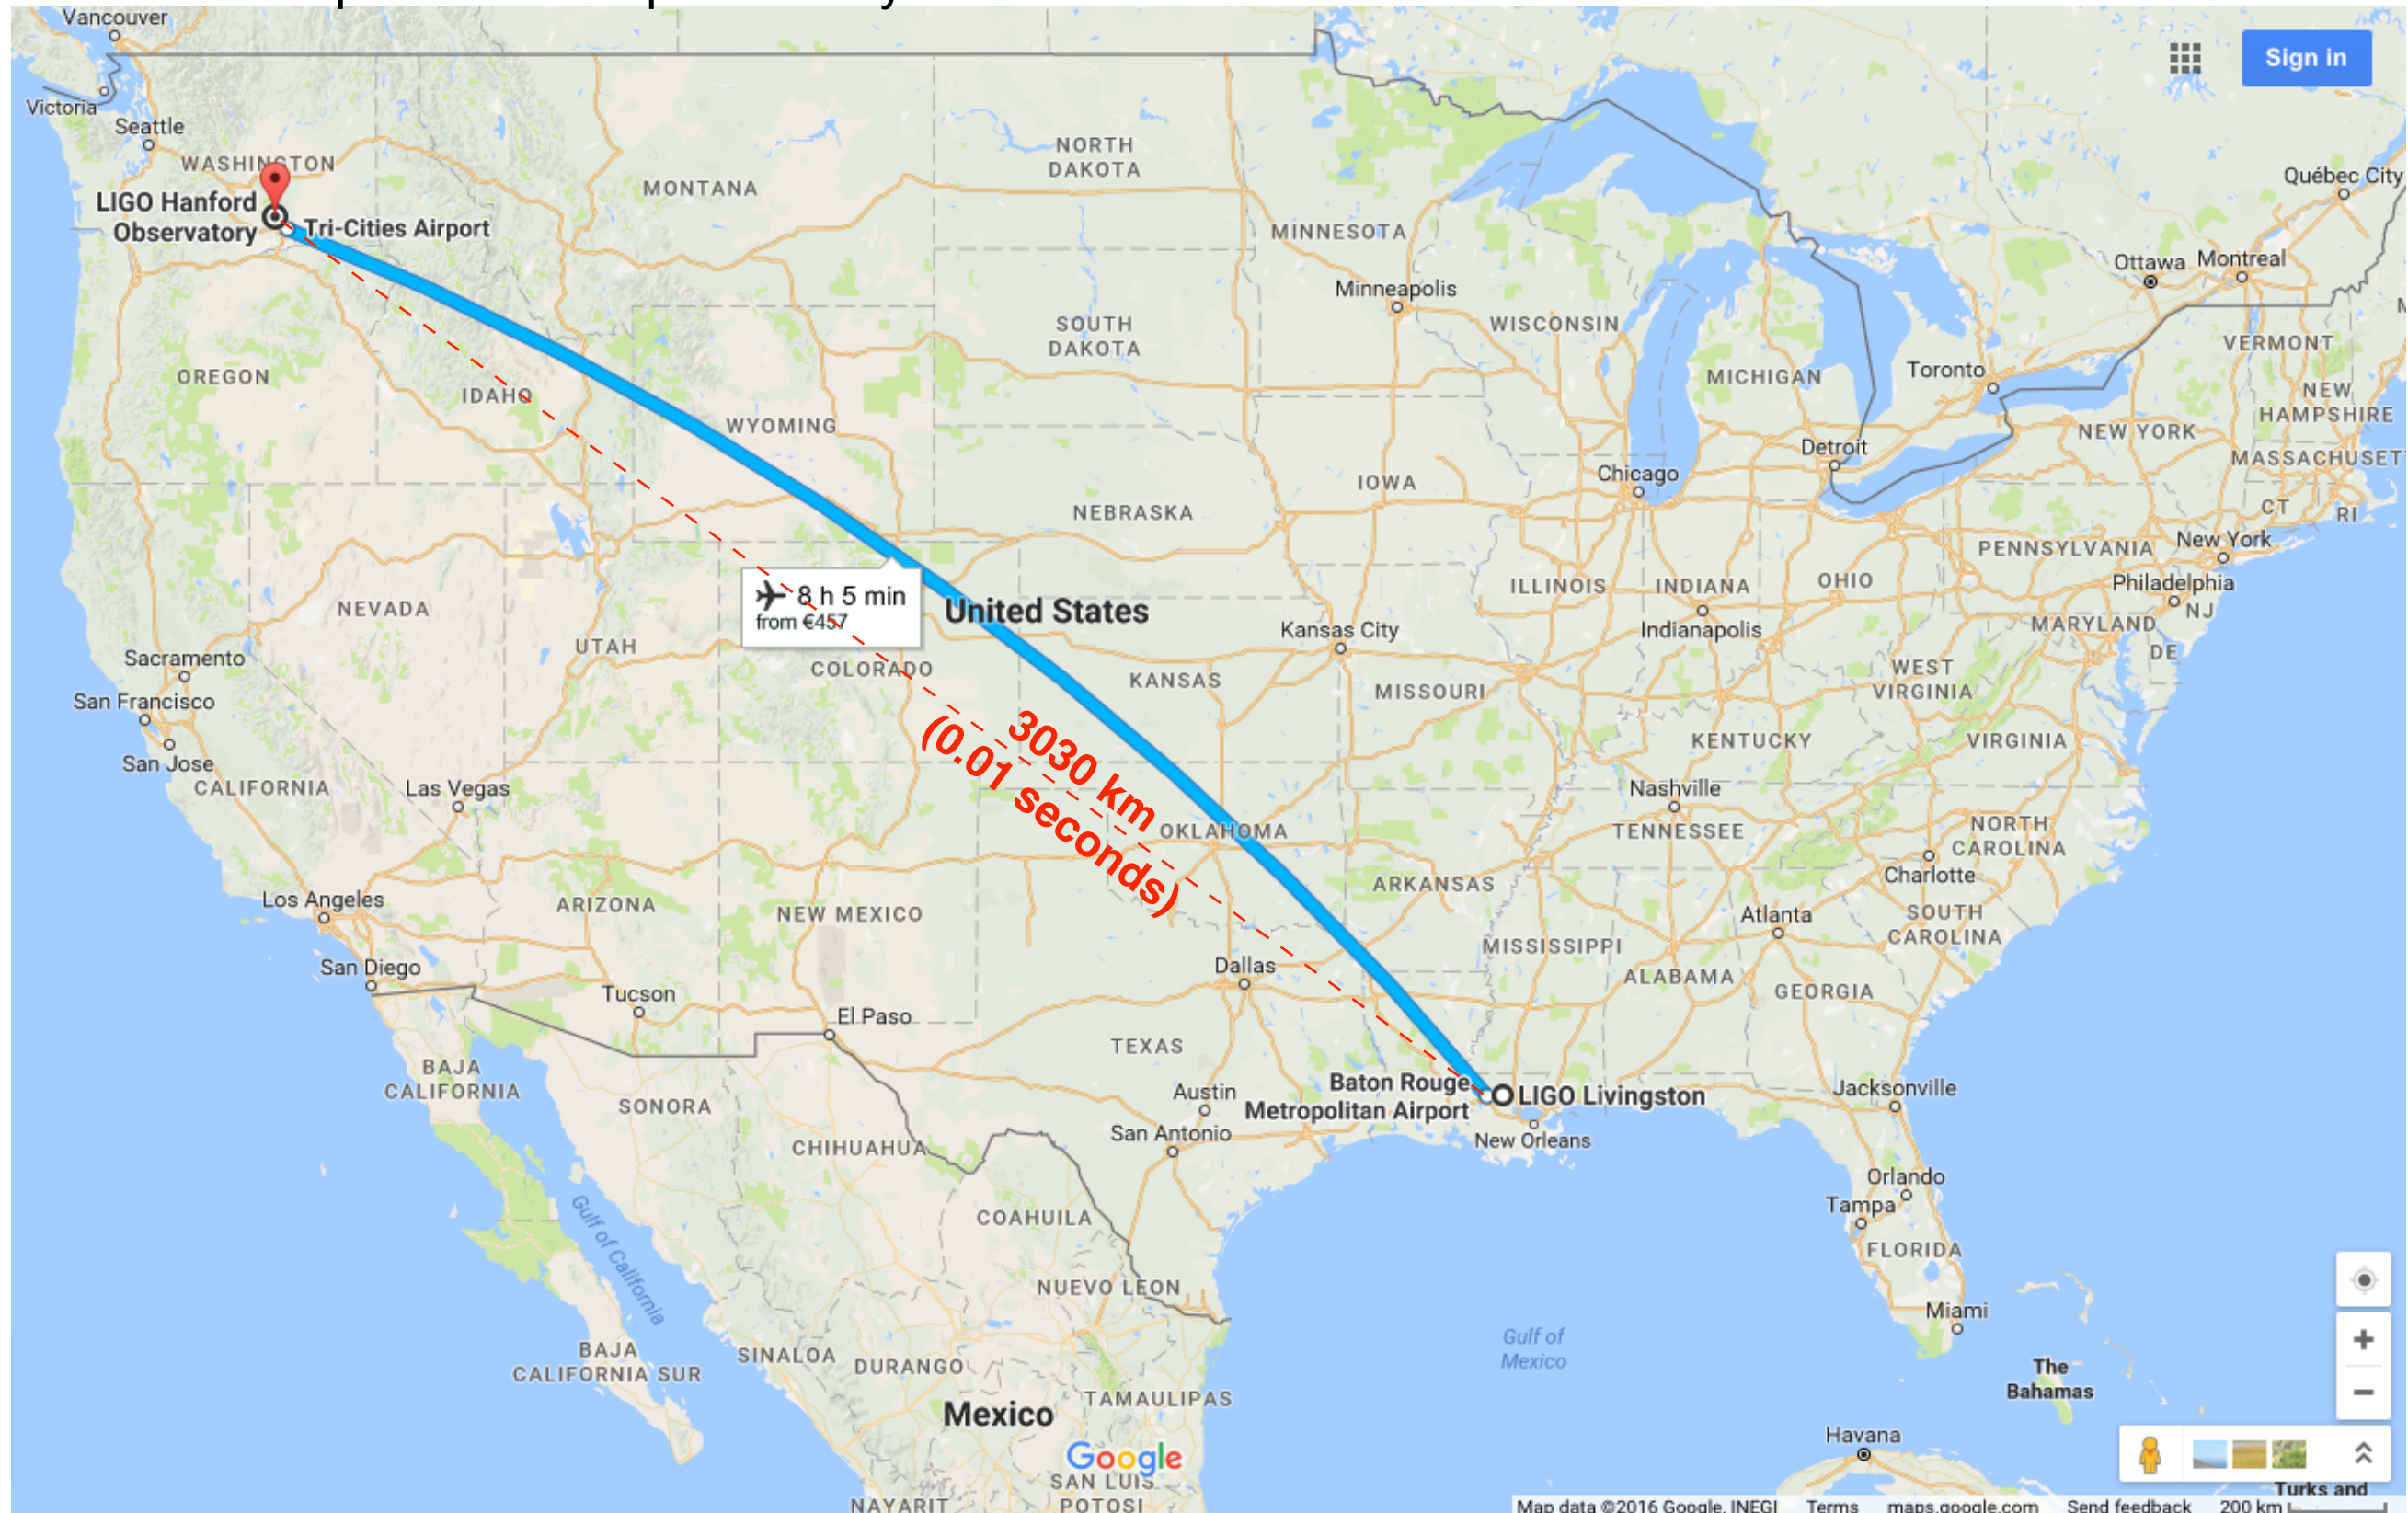 Vancouver
Sign in
Victoria
Seattle
WASHINGTON
NORTH
DAKOTA
MONTANA
Québec City
LIGO Hanford
Observatory
Tri-Cities Airport
MINNESOTA
Ottawa
Montreal
Minneapolis
SOUTH
DAKOTA
WISCONSIN
VERMONT
OREGON
IDAHO
MICHIGAN
Toronto
NEW
HAMPSHIRE
WYOMING
NEW YORK
Detroit
MASSACHUSET
Chicago
IOWA
NEBRASKA
CT
RI
PENNSYLVANIA
New York
8 h 5 min
from €457
ILLINOIS
INDIANA
OHIO
Philadelphia
NJ
NEVADA
United States
Kansas City
Indianapolis
MARYLAND
UTAH
DE
Sacramento
COLORADO
KANSAS
MISSOURI
WEST
VIRGINIA
San Francisco
3030 km
(0.01 seconds)
KENTUCKY
VIRGINIA
San Jose
CALIFORNIA
Las Vegas
Nashville
OKLAHOMA
TENNESSEE
NORTH
CAROLINA
Charlotte
Los Angeles
ARIZONA
NEW MEXICO
ARKANSAS
Atlanta
SOUTH
CAROLINA
MISSISSIPPI
San Diego
Dallas
ALABAMA
GEORGIA
Tucson
El Paso
TEXAS
BAJA
CALIFORNIA
SONORA
Austin
Baton Rouge
Metropolitan Airport
LIGO Livingston
Jacksonville
San Antonio
New Orleans
CHIHUAHUA
Orlando
Tampa
Gulf of California
COAHUILA
FLORIDA
NUEVO LEON
Miami
Gulf of
Mexico
BAJA
CALIFORNIA SUR
SINALOA
DURANGO
The
Bahamas
TAMAULIPAS
Mexico
Google
Havana
SAN LUIS
POTOSI
NAYARIT
Turks and
Map data ©2016 Google, INEGI
Terms
maps.google.com
Send feedback
200 km